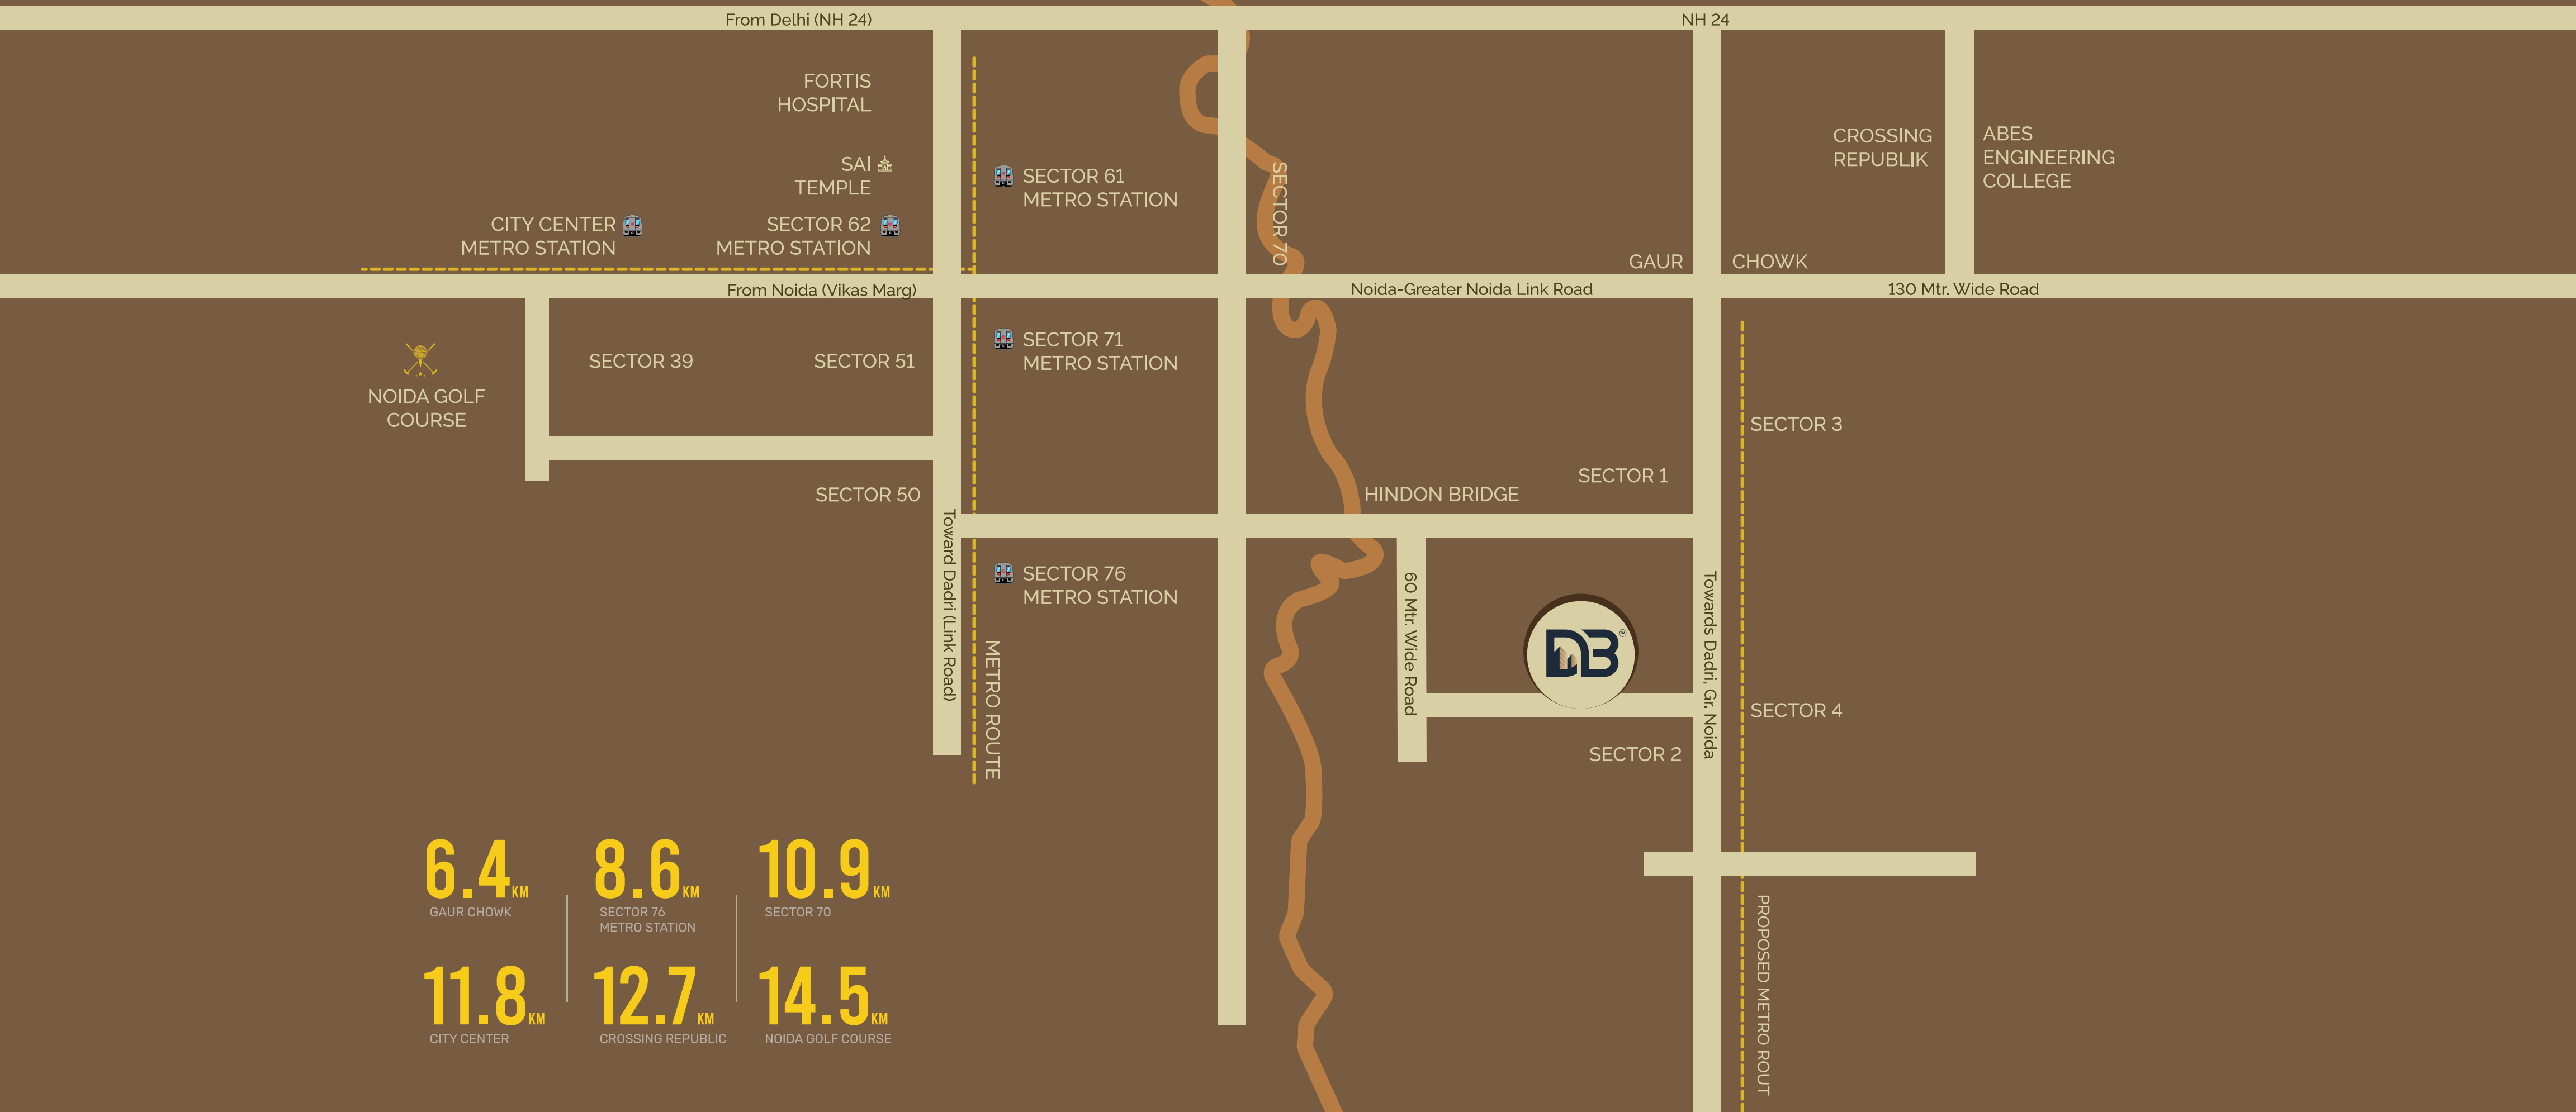 From Delhi (NH 24)
NH 24
FORTIS
HOSPITAL
SAI
TEMPLE
CITY CENTER
METRO STATION
SECTOR 62
METRO STATION
SECTOR 61
METRO STATION
SECTOR 70
GAUR
CHOWK
CROSSING
REPUBLIK
ABES
ENGINEERING
COLLEGE
From Noida (Vikas Marg)
Noida-Greater Noida Link Road
130 Mtr. Wide Road
NOIDA GOLF
COURSE
SECTOR 39
SECTOR 51
SECTOR 71
METRO STATION
SECTOR 3
SECTOR 50
HINDON BRIDGE
SECTOR 1
Toward Dadri (Link Road)
SECTOR 76
METRO STATION
METRO ROUTE
60 Mtr. Wide Road
DB
Towards Dadri, Gr. Noida
SECTOR 4
SECTOR 2
PROPOSED METRO ROUT
6.4 KM
GAUR CHOWK
8.6 KM
SECTOR 76
METRO STATION
10.9 KM
SECTOR 70
11.8 KM
CITY CENTER
12.7 KM
CROSSING REPUBLIC
14.5 KM
NOIDA GOLF COURSE